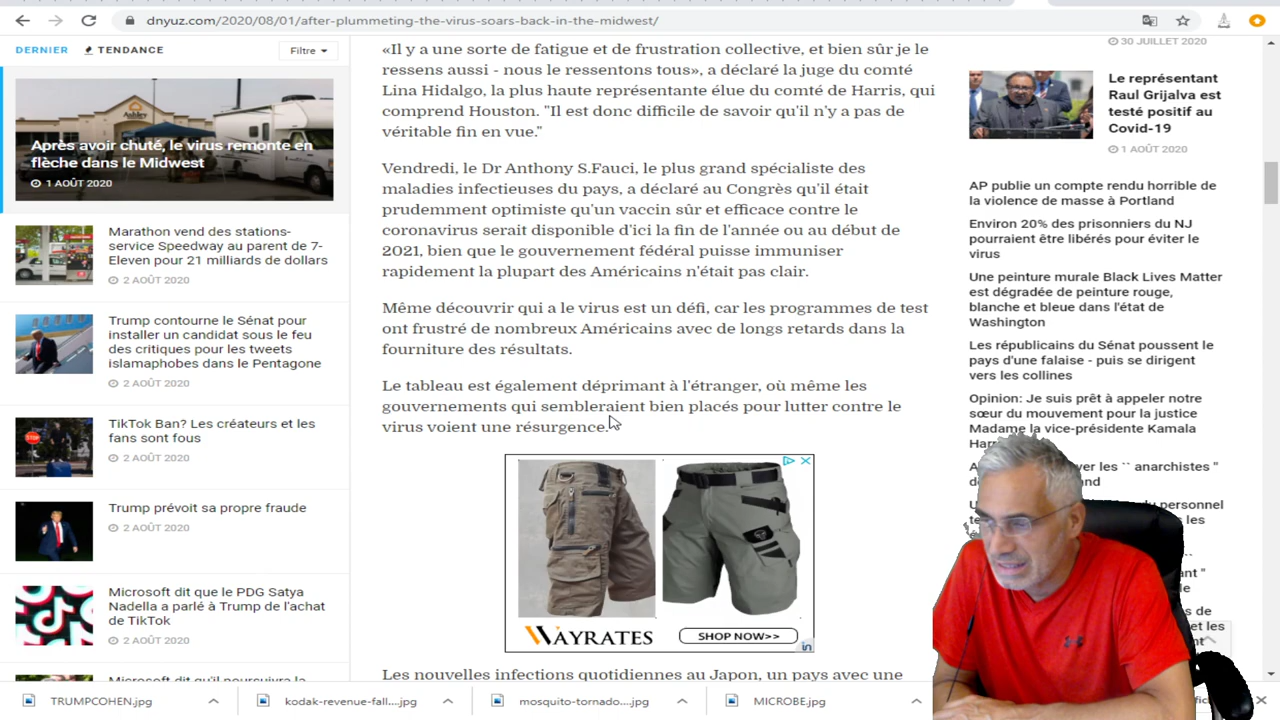 dnyuz.com/2020/08/01/after-plummeting-the-virus-soars-back-in-the-midwest/
DERNIER
TENDANCE
Filtre
Après avoir chuté, le virus remonte en
flèche dans le Midwest
1 AOÛT 2020
Marathon vend des stations-
service Speedway au parent de 7-
Eleven pour 21 milliards de dollars
2 AOÛT 2020
Trump contourne le Sénat pour
installer un candidat sous le feu
des critiques pour les tweets
islamaphobes dans le Pentagone
2 AOÛT 2020
TikTok Ban? Les créateurs et les
fans sont fous
2 AOÛT 2020
Trump prévoit sa propre fraude
2 AOÛT 2020
Microsoft dit que le PDG Satya
Nadella a parlé à Trump de l'achat
de TikTok
2 AOÛT 2020
Microsoft dit qu'il poursuivra la
«Il y a une sorte de fatigue et de frustration collective, et bien sûr je le
ressens aussi - nous le ressentons tous», a déclaré la juge du comté
Lina Hidalgo, la plus haute représentante élue du comté de Harris, qui
comprend Houston. "Il est donc difficile de savoir qu'il n'y a pas de
véritable fin en vue."
Vendredi, le Dr Anthony S.Fauci, le plus grand spécialiste des
maladies infectieuses du pays, a déclaré au Congrès qu'il était
prudemment optimiste qu'un vaccin sûr et efficace contre le
coronavirus serait disponible d'ici la fin de l'année ou au début de
2021, bien que le gouvernement fédéral puisse immuniser
rapidement la plupart des Américains n'était pas clair.
Même découvrir qui a le virus est un défi, car les programmes de test
ont frustré de nombreux Américains avec de longs retards dans la
fourniture des résultats.
Le tableau est également déprimant à l'étranger, où même les
gouvernements qui sembleraient bien placés pour lutter contre le
virus voient une résurgence.
WAYRATES
SHOP NOW>>
Les nouvelles infections quotidiennes au Japon, un pays avec une
30 JUILLET 2020
Le représentant
Raul Grijalva est
testé positif au
Covid-19
1 AOÛT 2020
AP publie un compte rendu horrible de
la violence de masse à Portland
Environ 20% des prisonniers du NJ
pourraient être libérés pour éviter le
virus
Une peinture murale Black Lives Matter
est dégradée de peinture rouge,
blanche et bleue dans l'état de
Washington
Les républicains du Sénat poussent le
pays d'une falaise - puis se dirigent
vers les collines
Opinion: Je suis prêt à appeler notre
sœur du mouvement pour la justice
Madame la vice-présidente Kamala
les `` anarchistes "
personnel
les
de
et les
TRUMPCOHEN.jpg
kodak-revenue-fall....jpg
mosquito-tornado....jpg
MICROBE.jpg